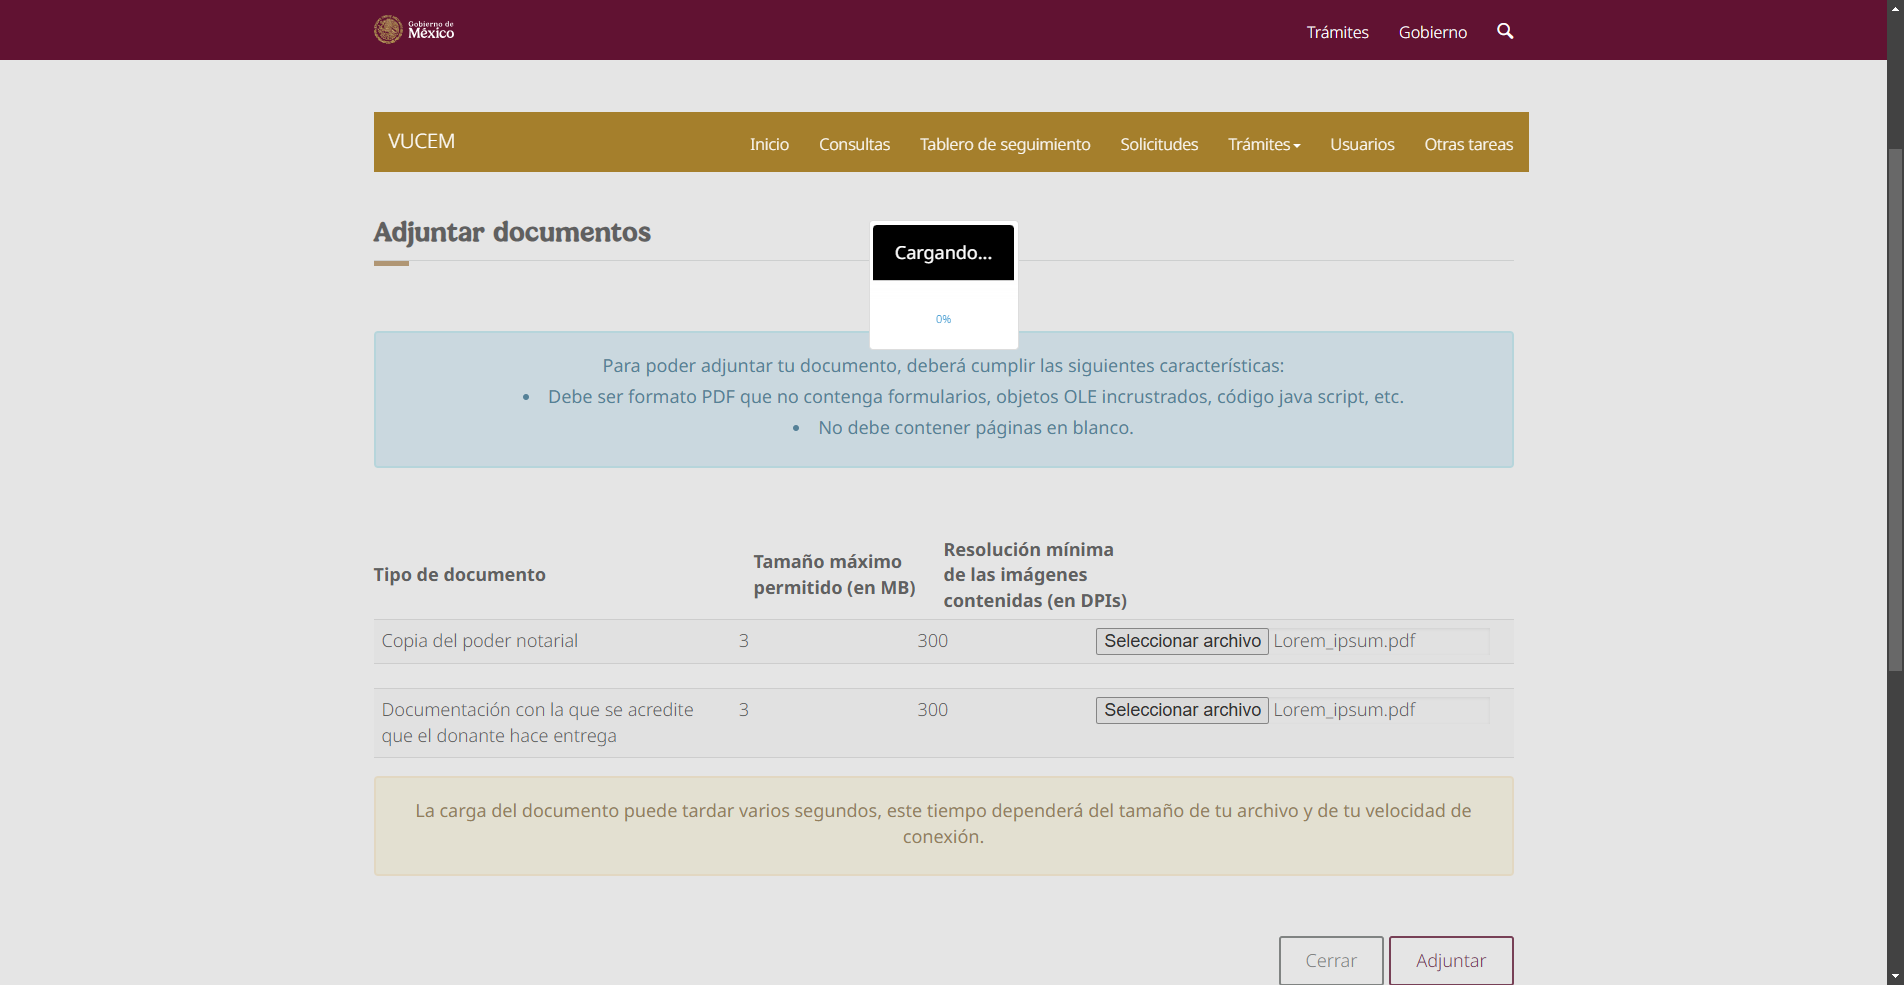 Gobierno de
México
Trámites
Gobierno
VUCEM
Inicio
Consultas
Tablero de seguimiento
Solicitudes
Trámites
Usuarios
Otras tareas
Adjuntar documentos
Cargando...
0%
Para poder adjuntar tu documento, deberá cumplir las siguientes características:
• Debe ser formato PDF que no contenga formularios, objetos OLE incrustrados, código java script, etc.
• No debe contener páginas en blanco.
Tipo de documento
Tamaño máximo
permitido (en MB)
Resolución mínima
de las imágenes
contenidas (en DPIs)
Copia del poder notarial
3
300
Seleccionar archivo
Lorem_ipsum.pdf
Documentación con la que se acredite
que el donante hace entrega
3
300
Seleccionar archivo
Lorem_ipsum.pdf
La carga del documento puede tardar varios segundos, este tiempo dependerá del tamaño de tu archivo y de tu velocidad de
conexión.
Cerrar
Adjuntar